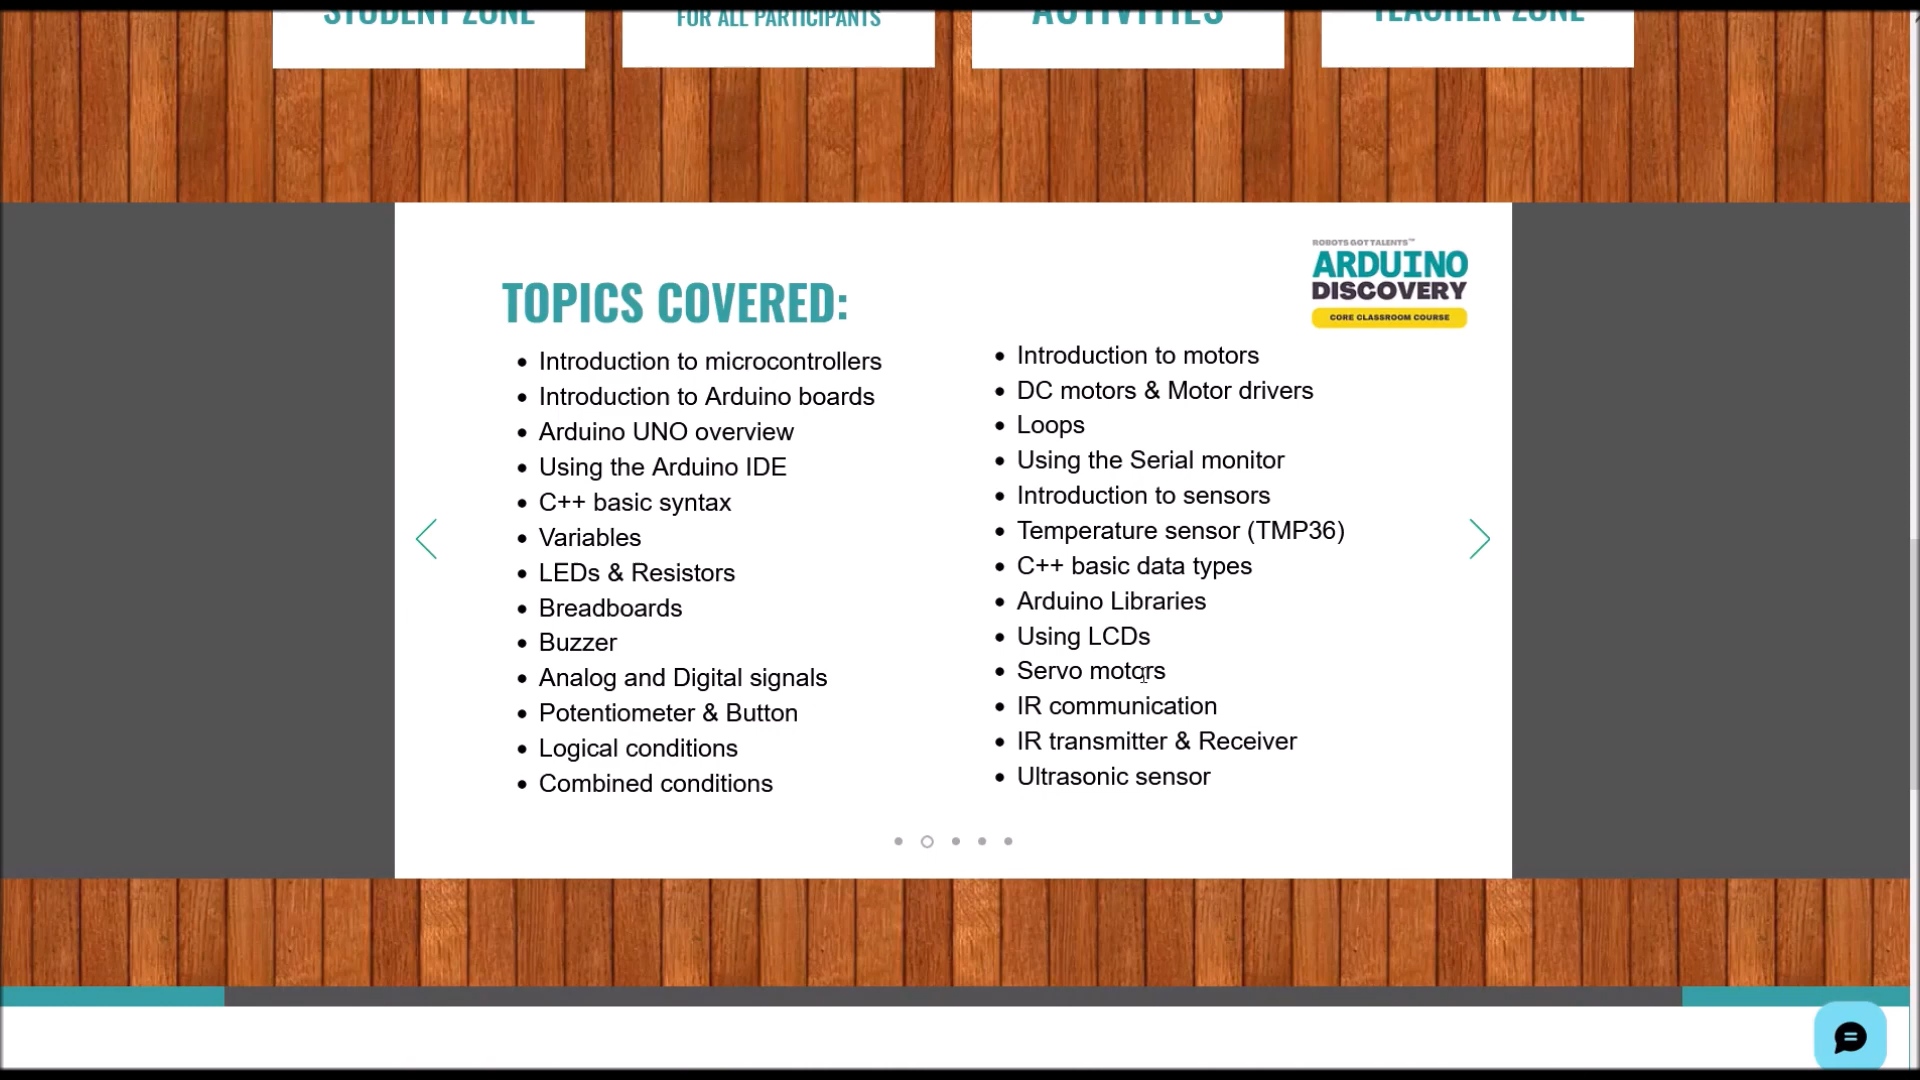 STUDENT ZONE
FOR ALL PARTICIPANTS
ACTIVITIES
TEACHER ZONE
ROBOTS GOT TALENTS™
ARDUINO
DISCOVERY
CORE CLASSROOM COURSE
TOPICS COVERED:
• Introduction to microcontrollers
• Introduction to Arduino boards
• Arduino UNO overview
• Using the Arduino IDE
• C++ basic syntax
• Variables
• LEDs & Resistors
• Breadboards
• Buzzer
• Analog and Digital signals
• Potentiometer & Button
• Logical conditions
• Combined conditions
• Introduction to motors
• DC motors & Motor drivers
• Loops
• Using the Serial monitor
• Introduction to sensors
• Temperature sensor (TMP36)
• C++ basic data types
• Arduino Libraries
• Using LCDs
• Servo motors
• IR communication
• IR transmitter & Receiver
• Ultrasonic sensor